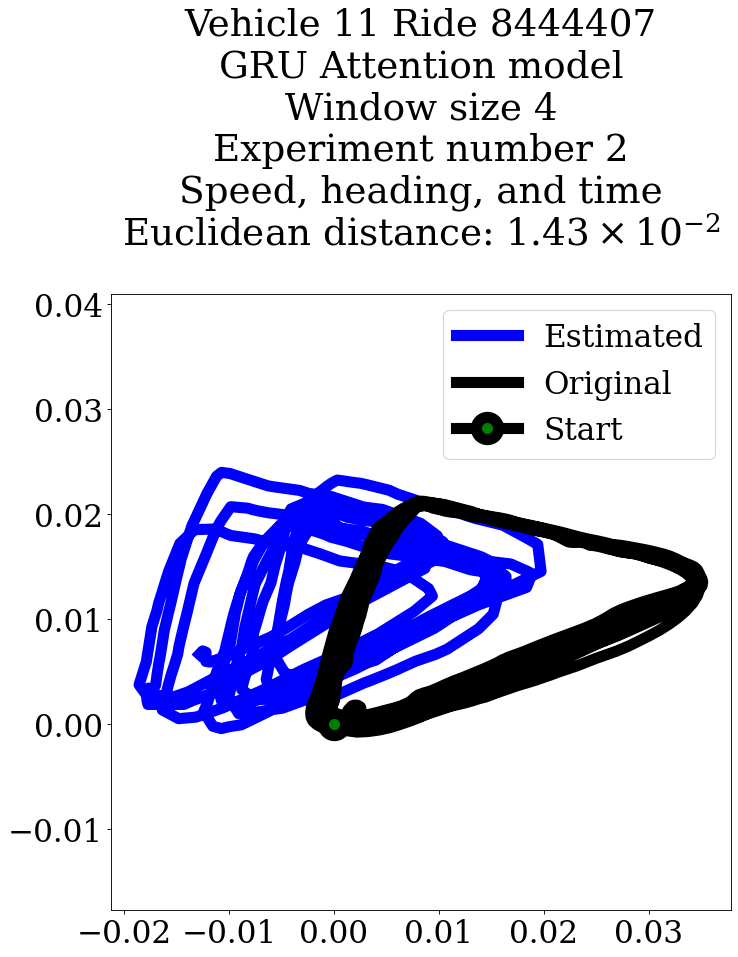 Vehicle 11 Ride 8444407
GRU Attention model
Window size 4
Experiment number 2
Speed, heading, and time
Euclidean distance: 1.43 × 10⁻²
0.04
0.03
0.02
0.01
0.00
−0.01
Estimated
Original
Start
−0.02 −0.01 0.00 0.01 0.02 0.03